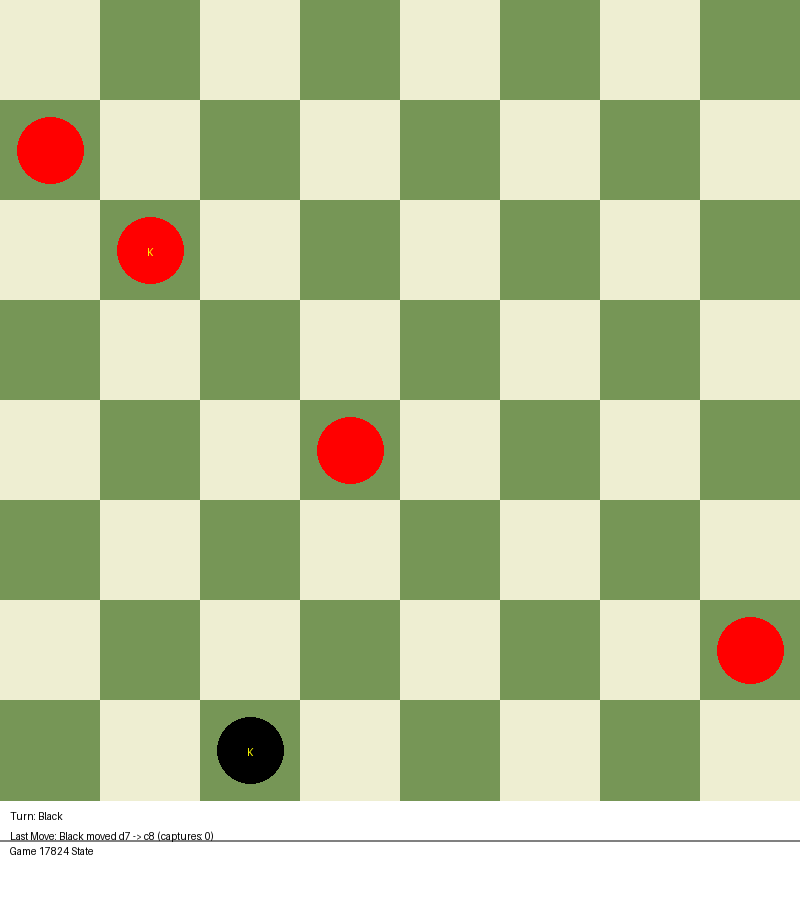 K
K
Turn: Black
Last Move: Black moved d7 -> c8 (captures: 0)
Game 17824 State